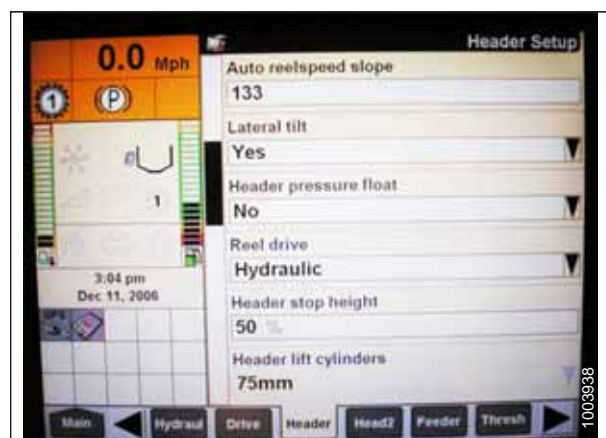 0.0 Mph
Header Setup
Auto reelspeed slope
133
1
(P)
Lateral tilt
Yes
1
Header pressure float
No
Reel drive
Hydraulic
3:04 pm
Dec 11, 2006
Header stop height
50 %
Header lift cylinders
75mm
Main
Hydraul
Drive
Header
Head2
Feeder
Thresh
1003938